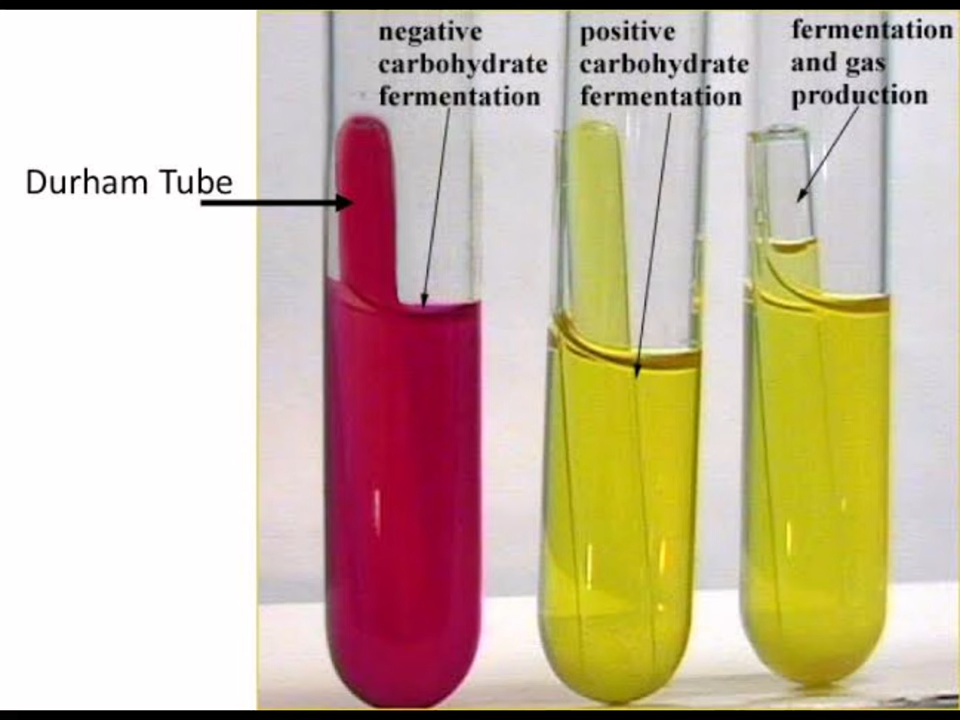 negative
carbohydrate
fermentation
positive
carbohydrate
fermentation
fermentation
and gas
production
Durham Tube